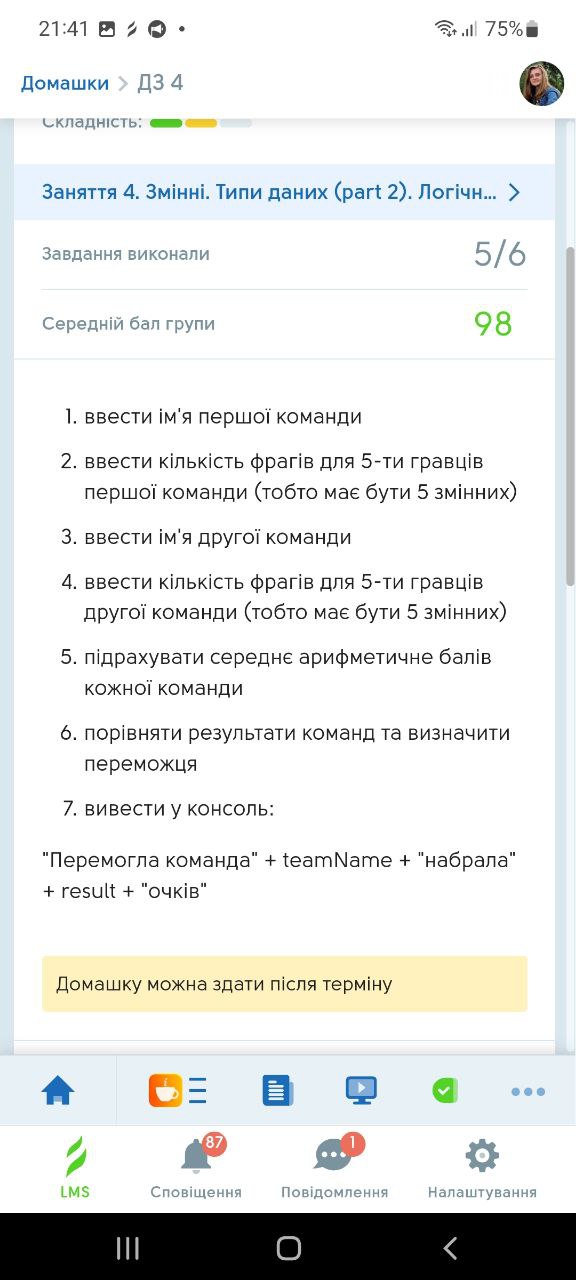 21:41
75%
Домашки > ДЗ 4
Складність:
Заняття 4. Змінні. Типи даних (part 2). Логічн...
Завдання виконали
5/6
Середній бал групи
98
1. ввести ім'я першої команди
2. ввести кількість фрагів для 5-ти гравців
першої команди (тобто має бути 5 змінних)
3. ввести ім'я другої команди
4. ввести кількість фрагів для 5-ти гравців
другої команди (тобто має бути 5 змінних)
5. підрахувати середнє арифметичне балів
кожної команди
6. порівняти результати команд та визначити
переможця
7. вивести у консоль:
"Перемогла команда" + teamName + "набрала"
+ result + "очків"
Домашку можна здати після терміну
87
1
LMS
Сповіщення
Повідомлення
Налаштування